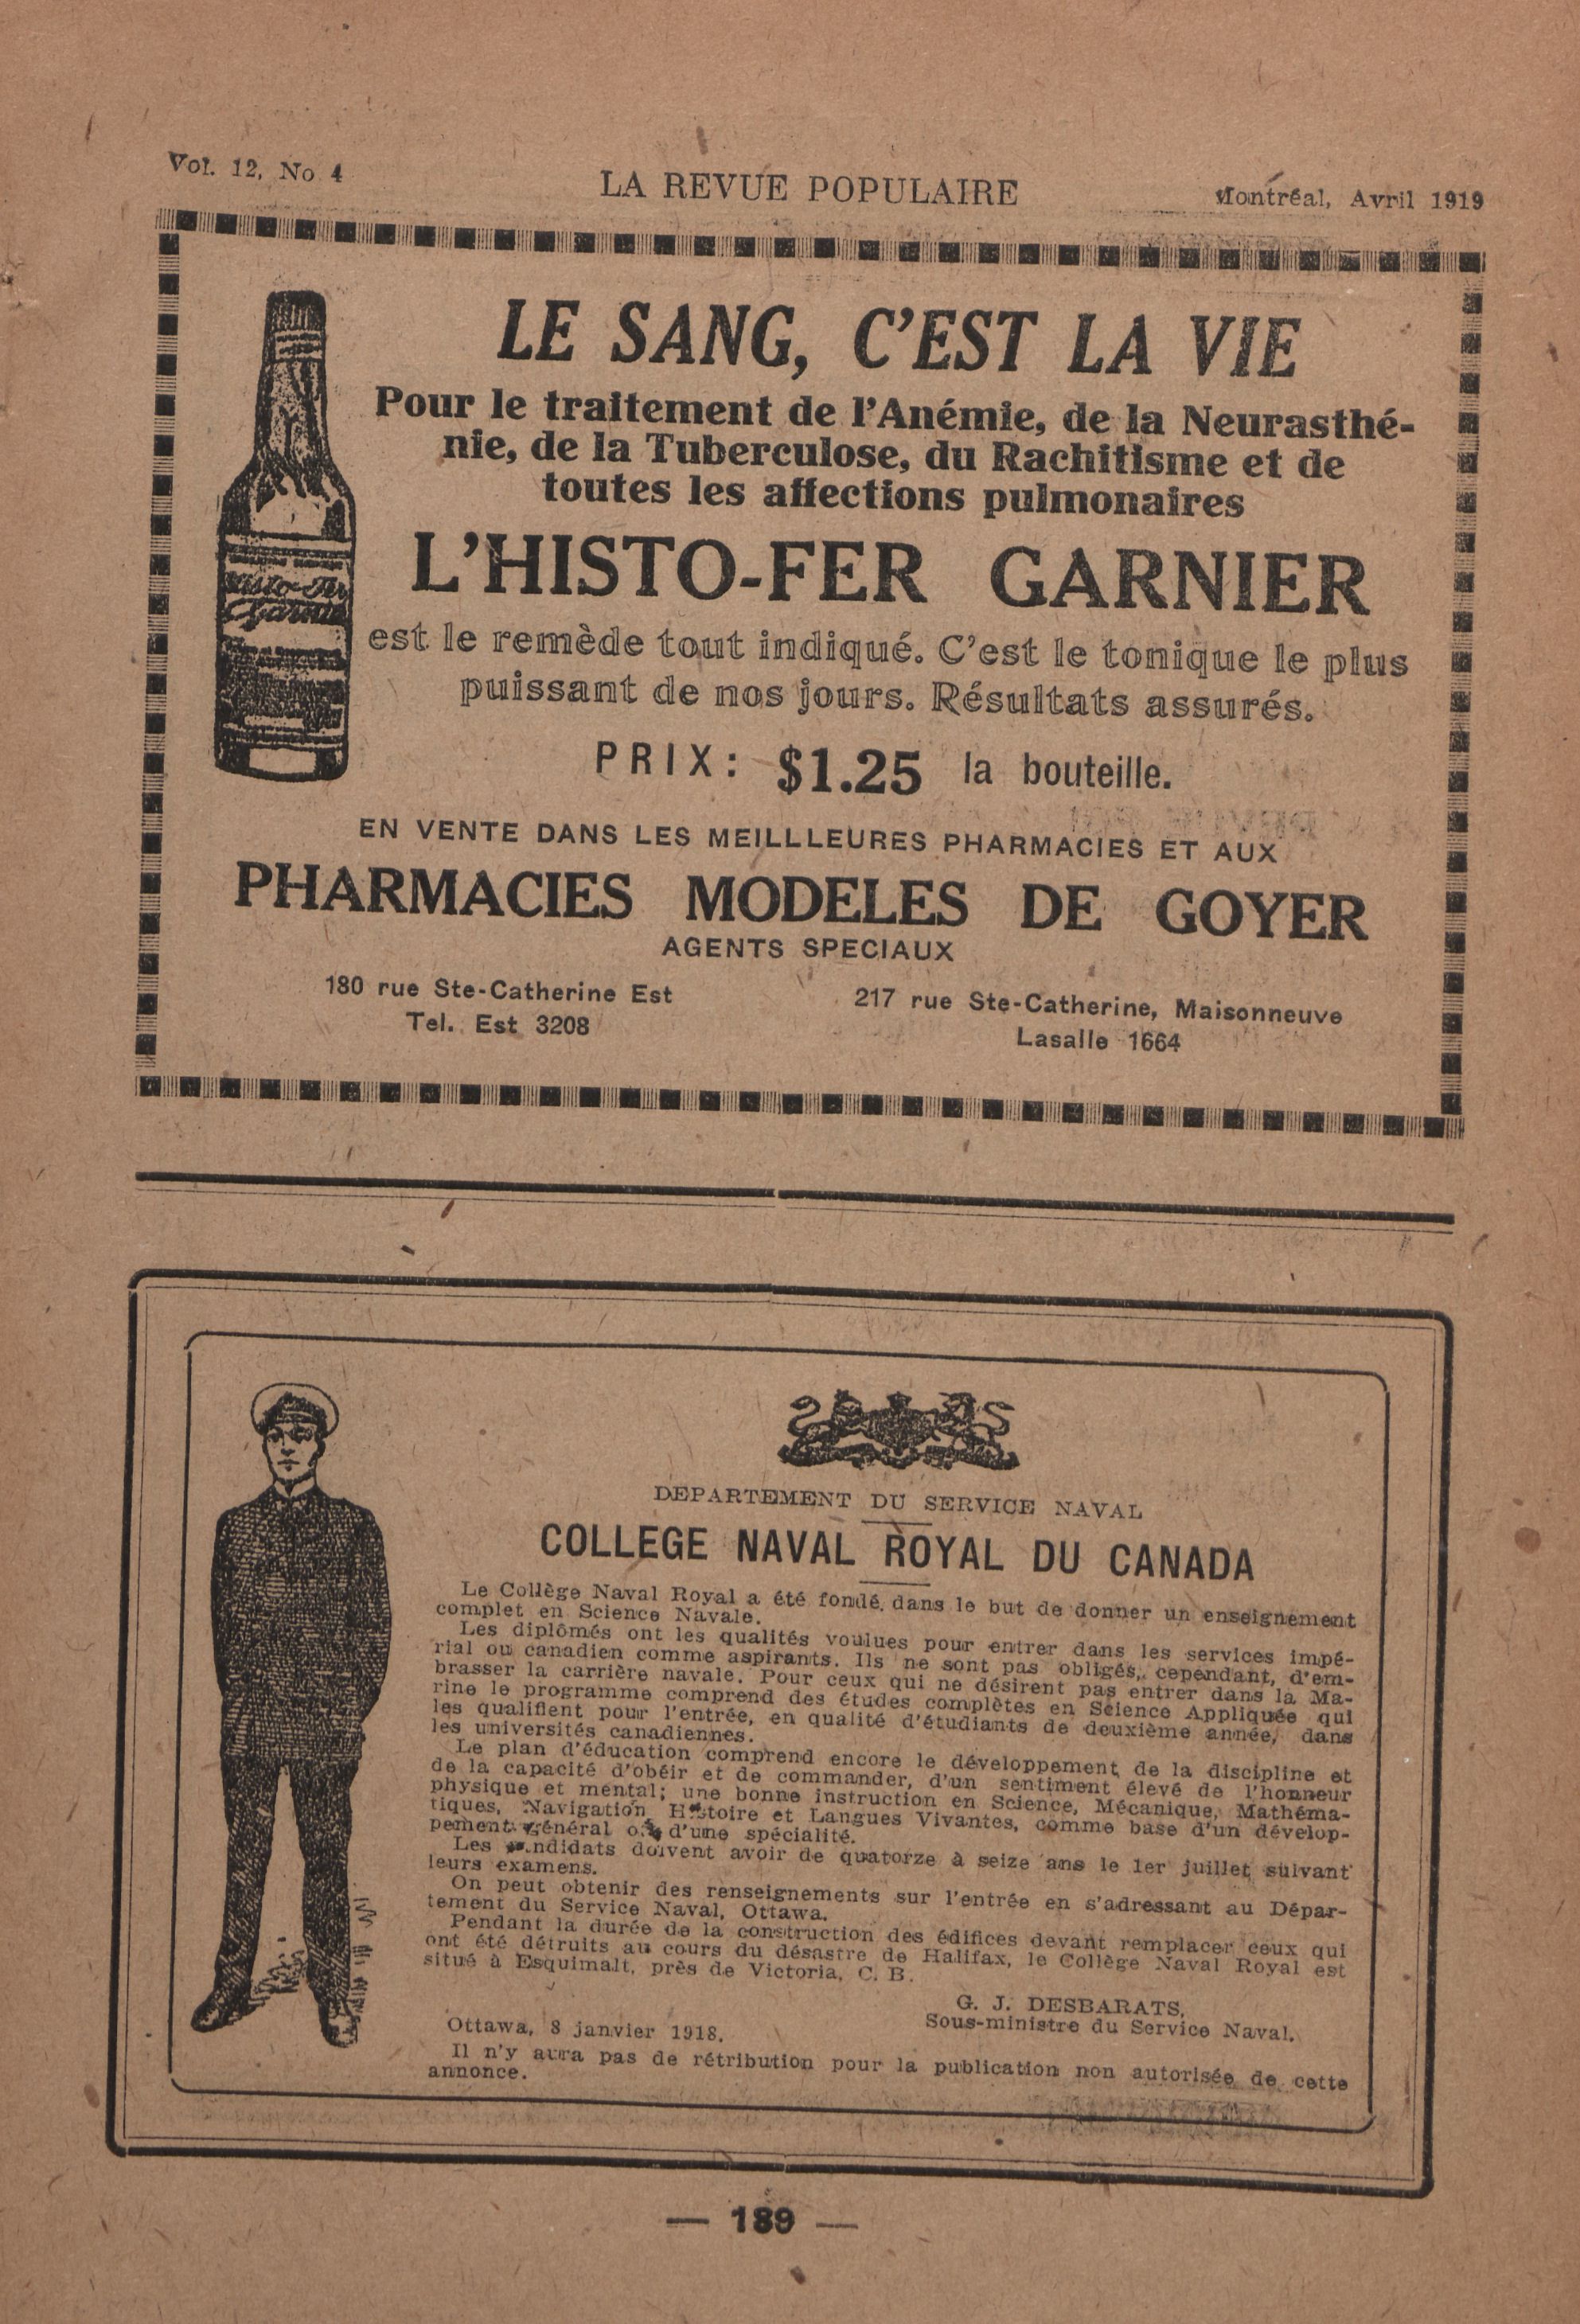 Vol. 12, No 4
LA REVUE POPULAIRE
Montréal, Avril 1919
LE SANG, C'EST LA VIE
Pour le traitement de l'Anémie, de la Neurasthé-
nie, de la Tuberculose, du Rachitisme et de
toutes les affections pulmonaires
L'HISTO-FER GARNIER
Histo-Fer
Garnier
est le remède tout indiqué. C'est le tonique le plus
puissant de nos jours. Résultats assurés.
PRIX: $1.25 la bouteille.
EN VENTE DANS LES MEILLLEURES PHARMACIES ET AUX
PHARMACIES MODELES DE GOYER
AGENTS SPECIAUX
180 rue Ste-Catherine Est
Tel. Est 3208
217 rue Ste-Catherine, Maisonneuve
Lasalle 1664
DEPARTEMENT DU SERVICE NAVAL
COLLEGE NAVAL ROYAL DU CANADA
Le Collège Naval Royal a été fondé dans le but de donner un enseignement
complet en Science Navale.
Les diplômés ont les qualités voulues pour entrer dans les services impé-
rial ou canadien comme aspirants. Ils ne sont pas obligés, cependant, d'em-
brasser la carrière navale. Pour ceux qui ne désirent pas entrer dans la Ma-
rine le programme comprend des études complètes en Science Appliquée qui
les qualifient pour l'entrée, en qualité d'étudiants de deuxième année, dans
les universités canadiennes.
Le plan d'éducation comprend encore le développement de la discipline et
de la capacité d'obéir et de commander, d'un sentiment élevé de l'honneur
physique et mental; une bonne instruction en Science, Mécanique, Mathéma-
tiques, Navigation, Histoire et Langues Vivantes, comme base d'un dévelop-
pement général ou d'une spécialité.
Les candidats doivent avoir de quatorze à seize ans le 1er juillet suivant
leurs examens.
On peut obtenir des renseignements sur l'entrée en s'adressant au Dépar-
tement du Service Naval, Ottawa.
Pendant la durée de la construction des édifices devant remplacer ceux qui
ont été détruits au cours du désastre de Halifax, le Collège Naval Royal est
situé à Esquimalt, près de Victoria, C. B.
G. J. DESBARATS,
Sous-ministre du Service Naval.
Ottawa, 8 janvier 1918.
Il n'y aura pas de rétribution pour la publication non autorisée de cette
annonce.
— 189 —